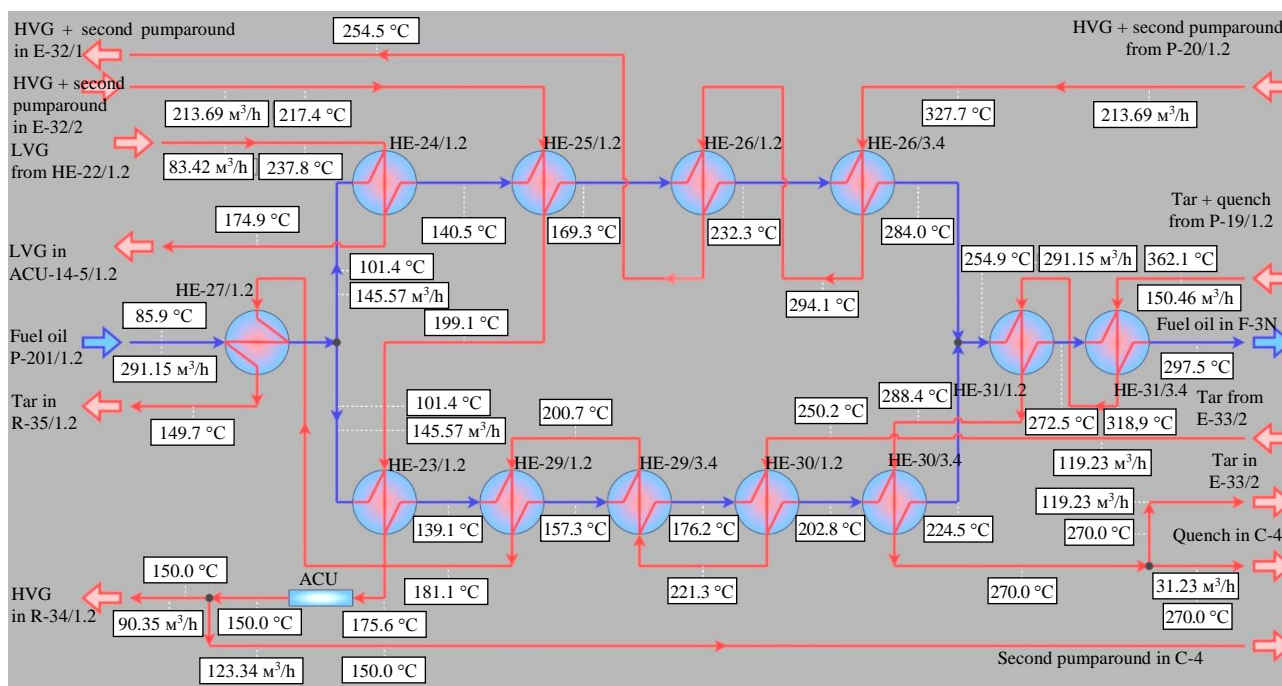 HVG + second pumparound
in E-32/1
254.5 °C
HVG + second pumparound
from P-20/1.2
HVG + second
pumparound
in E-32/2
213.69 м³/h
217.4 °C
327.7 °C
213.69 м³/h
LVG
from HE-22/1.2
83.42 м³/h
237.8 °C
HE-24/1.2
HE-25/1.2
HE-26/1.2
HE-26/3.4
174.9 °C
140.5 °C
169.3 °C
232.3 °C
284.0 °C
Tar + quench
from P-19/1.2
LVG in
ACU-14-5/1.2
101.4 °C
145.57 м³/h
199.1 °C
294.1 °C
254.9 °C
291.15 м³/h
362.1 °C
150.46 м³/h
HE-27/1.2
85.9 °C
Fuel oil
P-201/1.2
291.15 м³/h
Fuel oil in F-3N
297.5 °C
HE-31/1.2
HE-31/3.4
Tar in
R-35/1.2
149.7 °C
101.4 °C
145.57 м³/h
200.7 °C
250.2 °C
288.4 °C
272.5 °C
318,9 °C
Tar from
E-33/2
119.23 м³/h
HE-23/1.2
HE-29/1.2
HE-29/3.4
HE-30/1.2
HE-30/3.4
Tar in
E-33/2
119.23 м³/h
139.1 °C
157.3 °C
176.2 °C
202.8 °C
224.5 °C
270.0 °C
Quench in C-4
150.0 °C
ACU
181.1 °C
221.3 °C
270.0 °C
31.23 м³/h
270.0 °C
HVG
in R-34/1.2
90.35 м³/h
150.0 °C
175.6 °C
123.34 м³/h
150.0 °C
Second pumparound in C-4